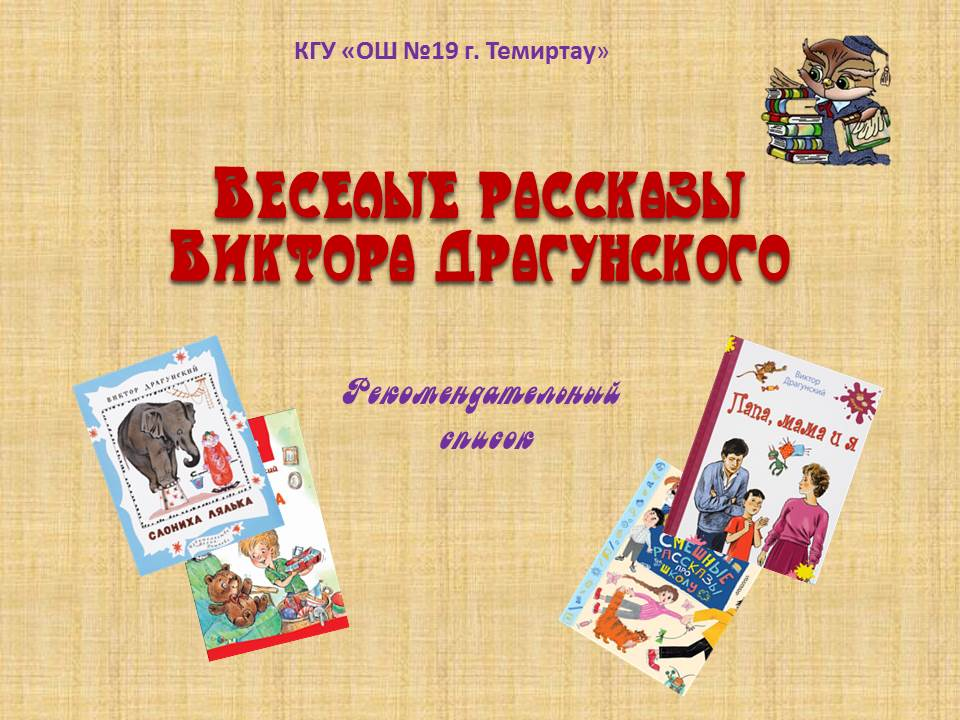 КГУ «ОШ №19 г. Темиртау»
Веселые рассказы
Виктора Драгунского
Рекомендательный
список
ВИКТОР ДРАГУНСКИЙ
СЛОНИХА ЛЯЛЬКА
Виктор
Драгунский
Папа, мама и я
СМЕШНЫЕ
РАССКАЗЫ
ПРО
ШКОЛУ